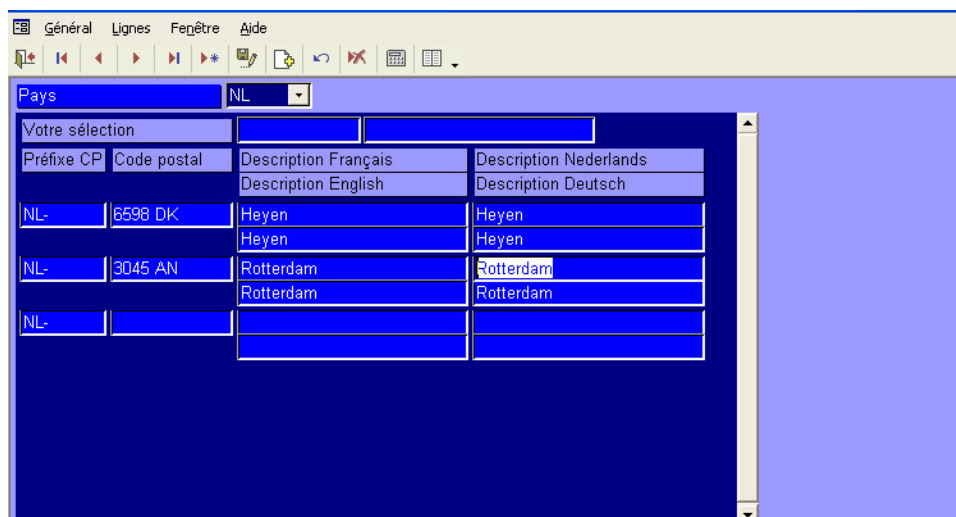 Général Lignes Fenêtre Aide
Pays NL
Votre sélection
Préfixe CP Code postal Description Français Description Nederlands
Description English Description Deutsch
NL- 6598 DK Heyen Heyen
Heyen Heyen
NL- 3045 AN Rotterdam Rotterdam
Rotterdam Rotterdam
NL-